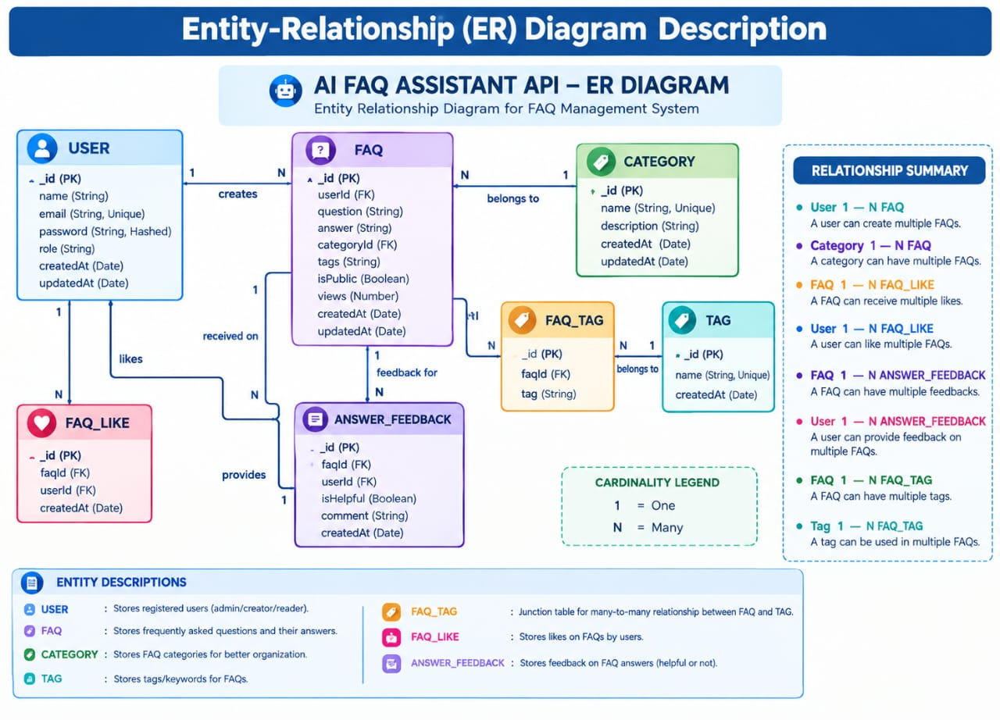 Entity-Relationship (ER) Diagram Description
AI FAQ ASSISTANT API – ER DIAGRAM
Entity Relationship Diagram for FAQ Management System
USER
_id (PK)
name (String)
email (String, Unique)
password (String, Hashed)
role (String)
createdAt (Date)
updatedAt (Date)
1
N
creates
FAQ
_id (PK)
userId (FK)
question (String)
answer (String)
categoryId (FK)
tags (String)
isPublic (Boolean)
views (Number)
createdAt (Date)
updatedAt (Date)
N
1
belongs to
CATEGORY
_id (PK)
name (String, Unique)
description (String)
createdAt (Date)
updatedAt (Date)
1
N
likes
1
received on
N
1
feedback for
N
N
FAQ_TAG
_id (PK)
faqId (FK)
tag (String)
N
1
belongs to
TAG
_id (PK)
name (String, Unique)
createdAt (Date)
FAQ_LIKE
_id (PK)
faqId (FK)
userId (FK)
createdAt (Date)
provides
1
ANSWER_FEEDBACK
_id (PK)
faqId (FK)
userId (FK)
isHelpful (Boolean)
comment (String)
createdAt (Date)
CARDINALITY LEGEND
1 = One
N = Many
RELATIONSHIP SUMMARY
User 1 — N FAQ
A user can create multiple FAQs.
Category 1 — N FAQ
A category can have multiple FAQs.
FAQ 1 — N FAQ_LIKE
A FAQ can receive multiple likes.
User 1 — N FAQ_LIKE
A user can like multiple FAQs.
FAQ 1 — N ANSWER_FEEDBACK
A FAQ can have multiple feedbacks.
User 1 — N ANSWER_FEEDBACK
A user can provide feedback on
multiple FAQs.
FAQ 1 — N FAQ_TAG
A FAQ can have multiple tags.
Tag 1 — N FAQ_TAG
A tag can be used in multiple FAQs.
ENTITY DESCRIPTIONS
USER : Stores registered users (admin/creator/reader).
FAQ : Stores frequently asked questions and their answers.
CATEGORY : Stores FAQ categories for better organization.
TAG : Stores tags/keywords for FAQs.
FAQ_TAG : Junction table for many-to-many relationship between FAQ and TAG.
FAQ_LIKE : Stores likes on FAQs by users.
ANSWER_FEEDBACK : Stores feedback on FAQ answers (helpful or not).